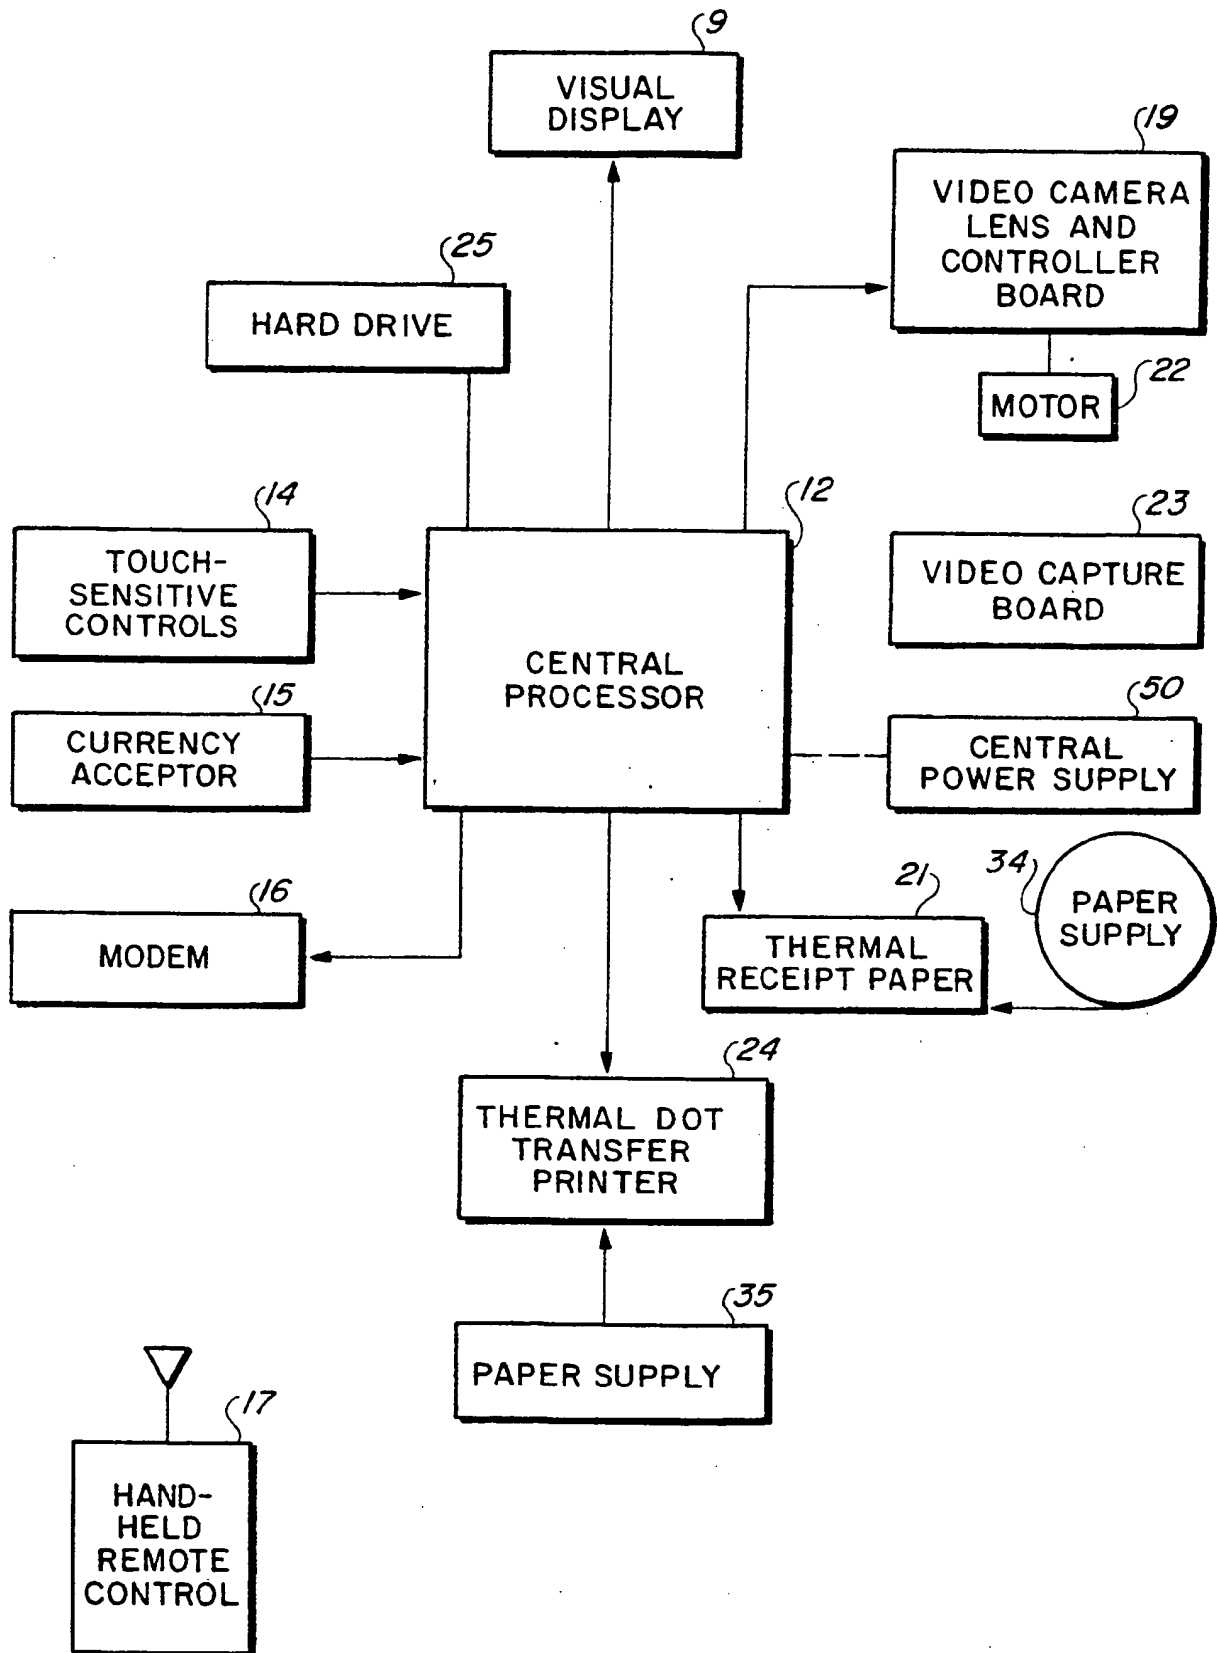 9
VISUAL
DISPLAY
19
VIDEO CAMERA
LENS AND
CONTROLLER
BOARD
25
HARD DRIVE
22
MOTOR
14
TOUCH-
SENSITIVE
CONTROLS
12
CENTRAL
PROCESSOR
23
VIDEO CAPTURE
BOARD
15
CURRENCY
ACCEPTOR
50
CENTRAL
POWER SUPPLY
16
MODEM
21
THERMAL
RECEIPT PAPER
34
PAPER
SUPPLY
24
THERMAL DOT
TRANSFER
PRINTER
35
PAPER SUPPLY
17
HAND-
HELD
REMOTE
CONTROL